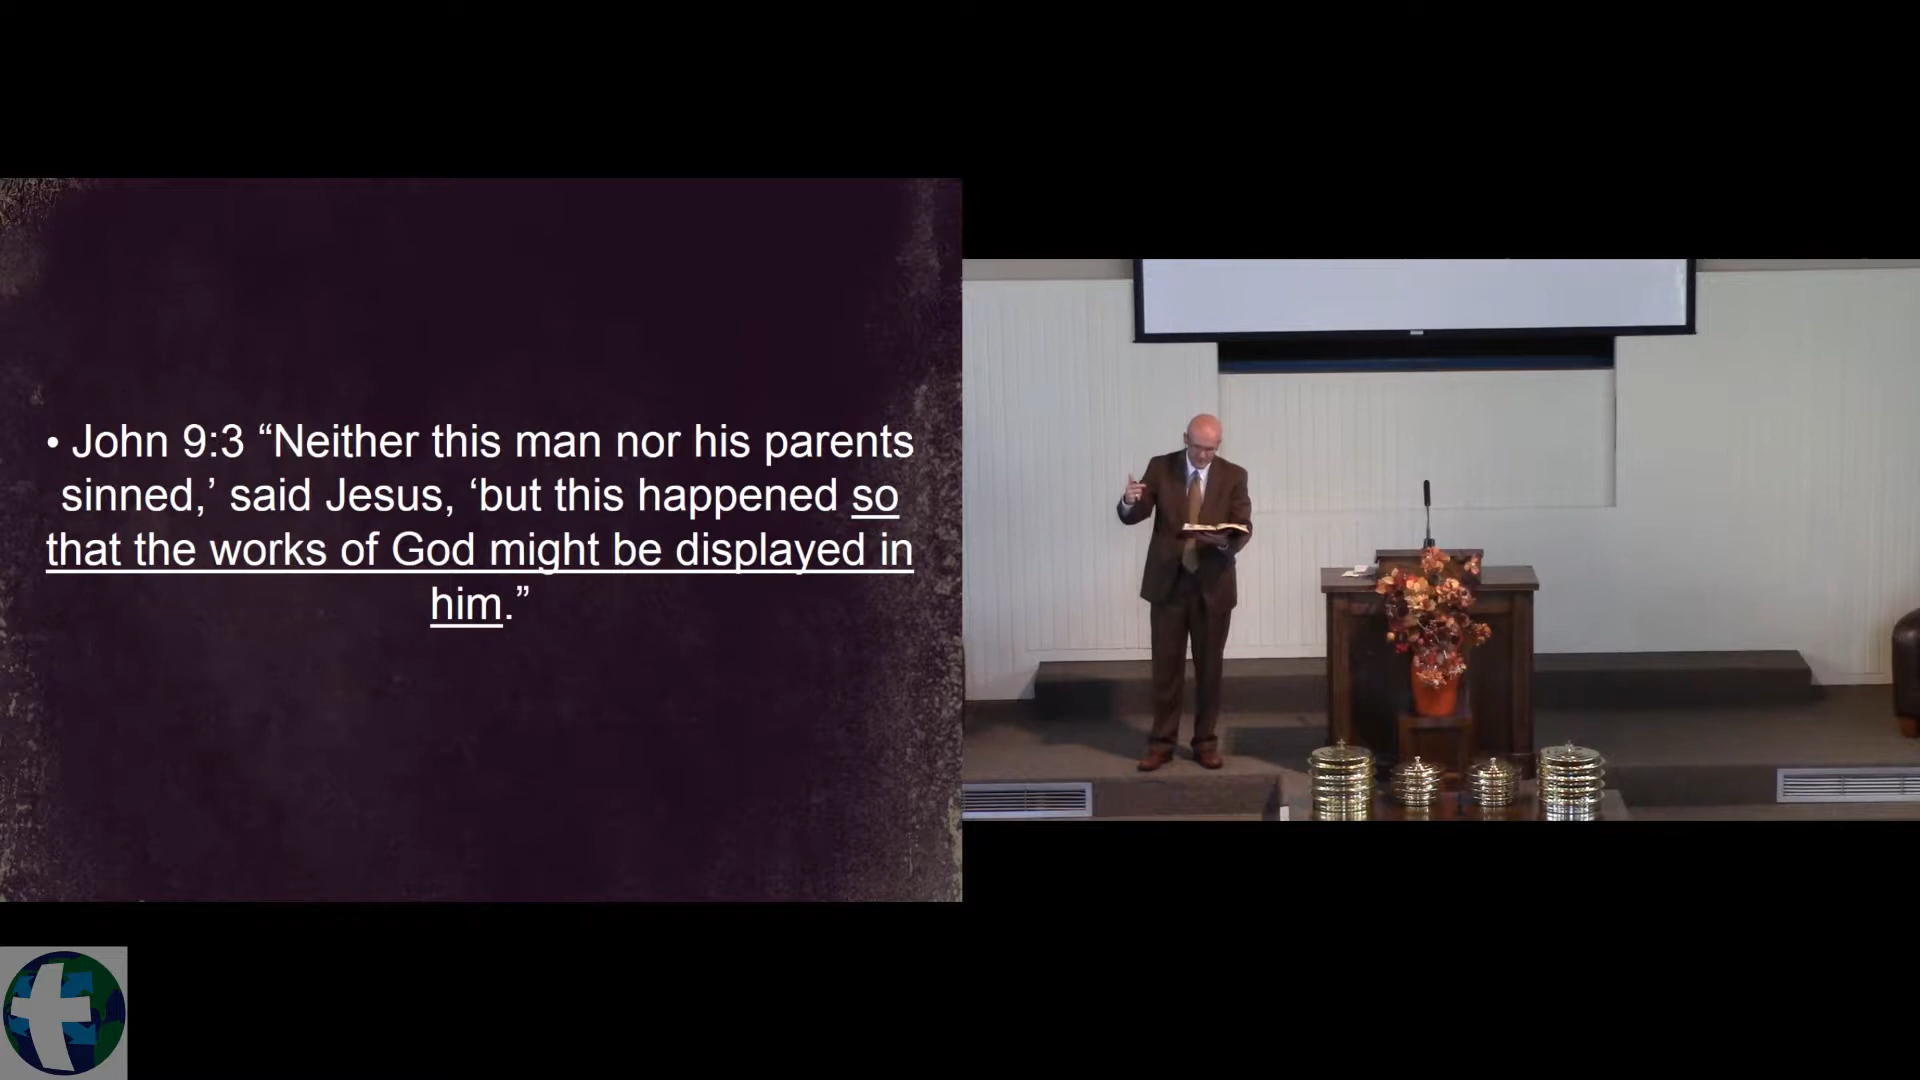 • John 9:3 “Neither this man nor his parents
sinned,’ said Jesus, ‘but this happened so
that the works of God might be displayed in
him.”